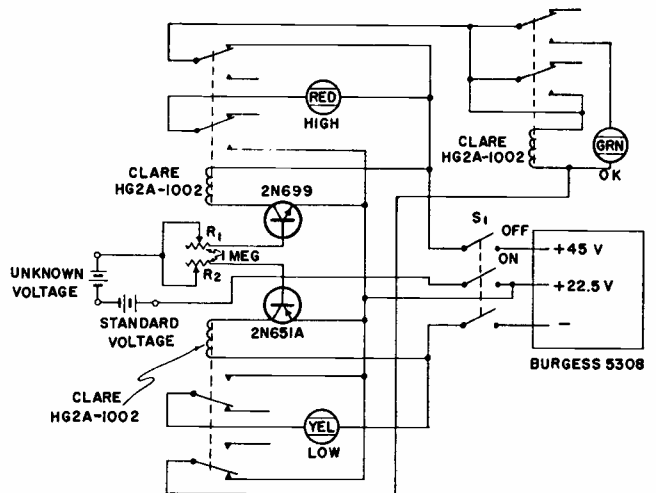 RED
HIGH
CLARE
HG2A-1002
GRN
OK
CLARE
HG2A-1002
2N699
R1
1 MEG
R2
S1
OFF
ON
+45 V
+22.5 V
−
BURGESS 5308
UNKNOWN
VOLTAGE
STANDARD
VOLTAGE
2N651A
CLARE
HG2A-1002
YEL
LOW